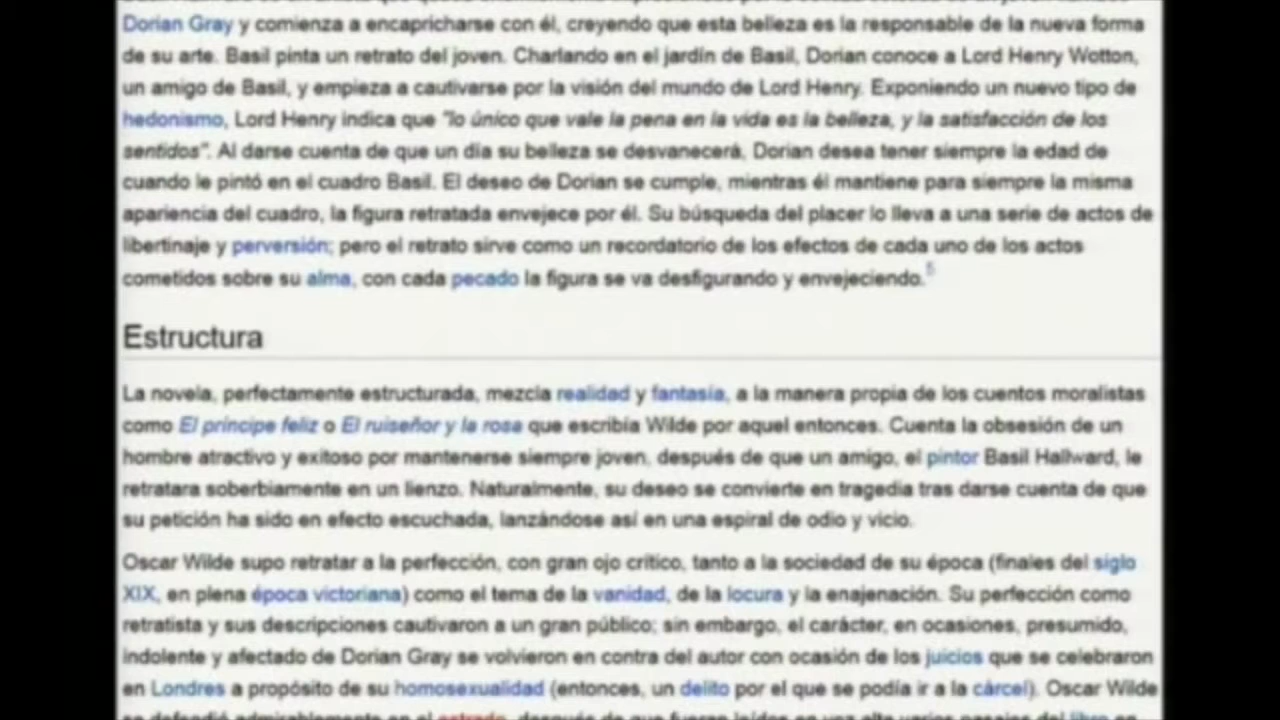 Dorian Gray y comienza a encapricharse con él, creyendo que esta belleza es la responsable de la nueva forma
de su arte. Basil pinta un retrato del joven. Charlando en el jardín de Basil, Dorian conoce a Lord Henry Wotton,
un amigo de Basil, y empieza a cautivarse por la visión del mundo de Lord Henry. Exponiendo un nuevo tipo de
hedonismo, Lord Henry indica que "lo único que vale la pena en la vida es la belleza, y la satisfacción de los
sentidos". Al darse cuenta de que un día su belleza se desvanecerá, Dorian desea tener siempre la edad de
cuando le pintó en el cuadro Basil. El deseo de Dorian se cumple, mientras él mantiene para siempre la misma
apariencia del cuadro, la figura retratada envejece por él. Su búsqueda del placer lo lleva a una serie de actos de
libertinaje y perversión; pero el retrato sirve como un recordatorio de los efectos de cada uno de los actos
cometidos sobre su alma, con cada pecado la figura se va desfigurando y envejeciendo.5
Estructura
La novela, perfectamente estructurada, mezcla realidad y fantasía, a la manera propia de los cuentos moralistas
como El príncipe feliz o El ruiseñor y la rosa que escribía Wilde por aquel entonces. Cuenta la obsesión de un
hombre atractivo y exitoso por mantenerse siempre joven, después de que un amigo, el pintor Basil Hallward, le
retratara soberbiamente en un lienzo. Naturalmente, su deseo se convierte en tragedia tras darse cuenta de que
su petición ha sido en efecto escuchada, lanzándose así en una espiral de odio y vicio.
Oscar Wilde supo retratar a la perfección, con gran ojo crítico, tanto a la sociedad de su época (finales del siglo
XIX, en plena época victoriana) como el tema de la vanidad, de la locura y la enajenación. Su perfección como
retratista y sus descripciones cautivaron a un gran público; sin embargo, el carácter, en ocasiones, presumido,
indolente y afectado de Dorian Gray se volvieron en contra del autor con ocasión de los juicios que se celebraron
en Londres a propósito de su homosexualidad (entonces, un delito por el que se podía ir a la cárcel). Oscar Wilde